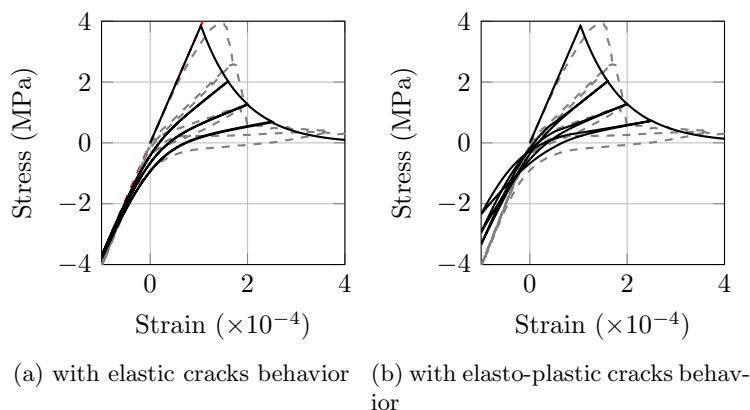 4
2
0
−2
−4
Stress (MPa)
0 2 4
Strain (×10⁻⁴)
(a) with elastic cracks behavior
4
2
0
−2
−4
Stress (MPa)
0 2 4
Strain (×10⁻⁴)
(b) with elasto-plastic cracks behav-
ior